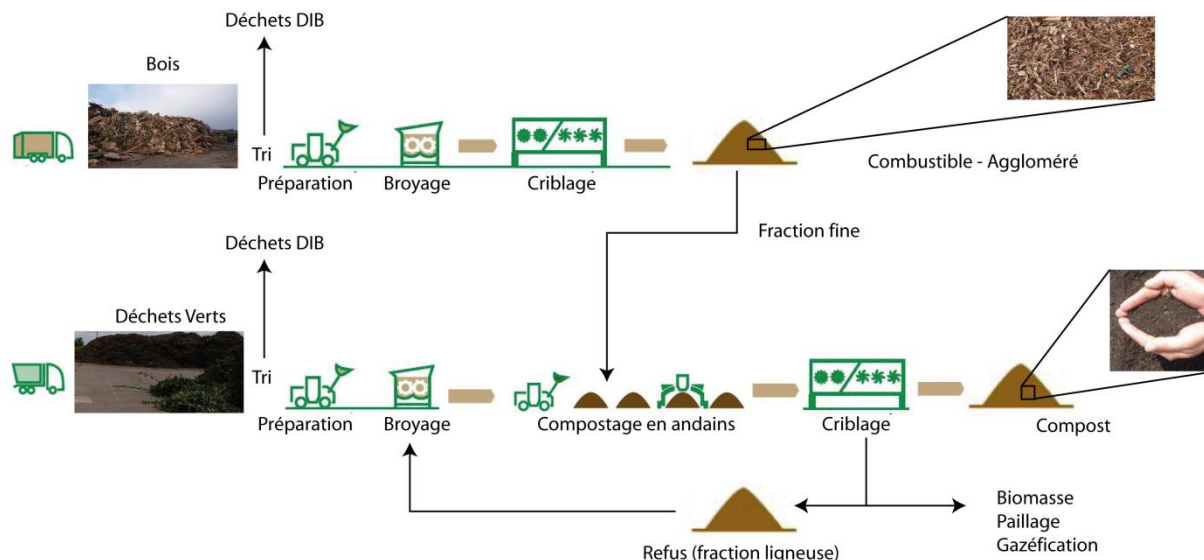 Déchets DIB
Bois
Tri
Préparation
Broyage
Criblage
Combustible - Aggloméré
Fraction fine
Déchets DIB
Déchets Verts
Tri
Préparation
Broyage
Compostage en andains
Criblage
Compost
Refus (fraction ligneuse)
Biomasse
Paillage
Gazéfication